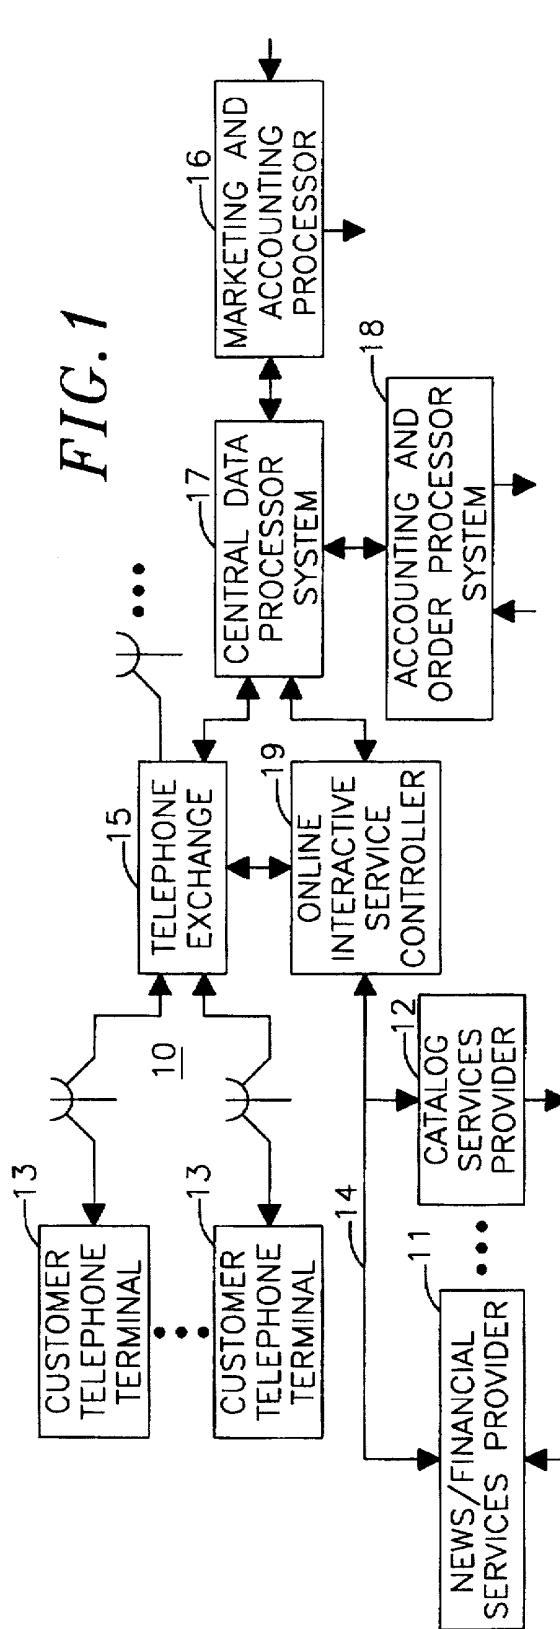 FIG.1
13
CUSTOMER
TELEPHONE
TERMINAL
13
CUSTOMER
TELEPHONE
TERMINAL
10
15
TELEPHONE
EXCHANGE
17
CENTRAL DATA
PROCESSOR
SYSTEM
16
MARKETING AND
ACCOUNTING
PROCESSOR
19
ONLINE
INTERACTIVE
SERVICE
CONTROLLER
18
ACCOUNTING AND
ORDER PROCESSOR
SYSTEM
14
11
NEWS/FINANCIAL
SERVICES PROVIDER
12
CATALOG
SERVICES
PROVIDER